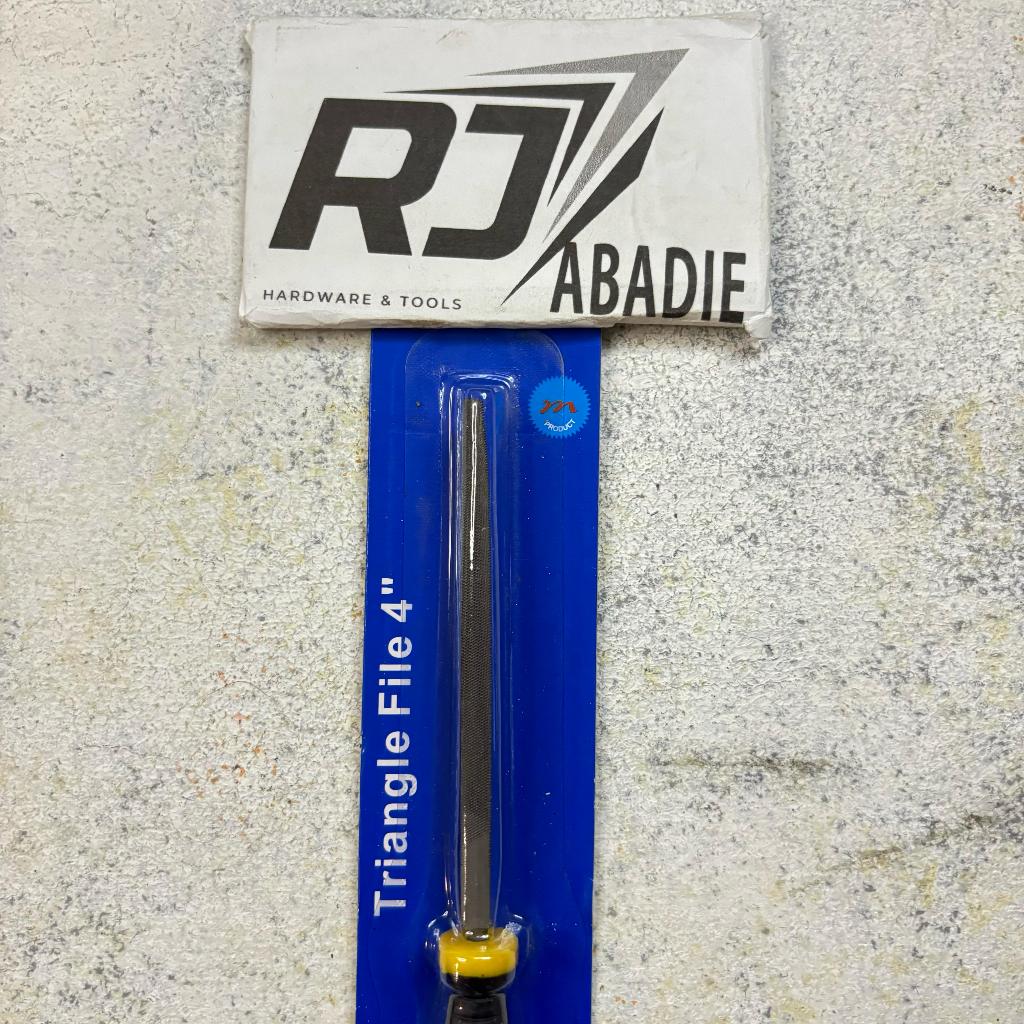 RJ
ABADIE
HARDWARE & TOOLS
m
PRODUCT
Triangle File 4"